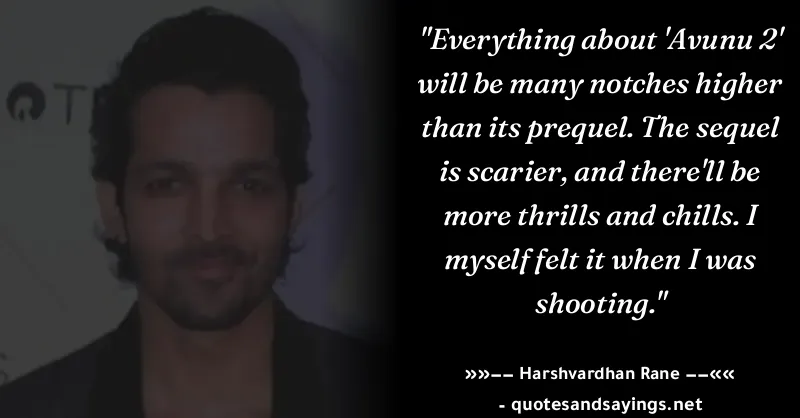 "Everything about 'Avunu 2'
will be many notches higher
than its prequel. The sequel
is scarier, and there'll be
more thrills and chills. I
myself felt it when I was
shooting."
»»–– Harshvardhan Rane ––««
- quotesandsayings.net